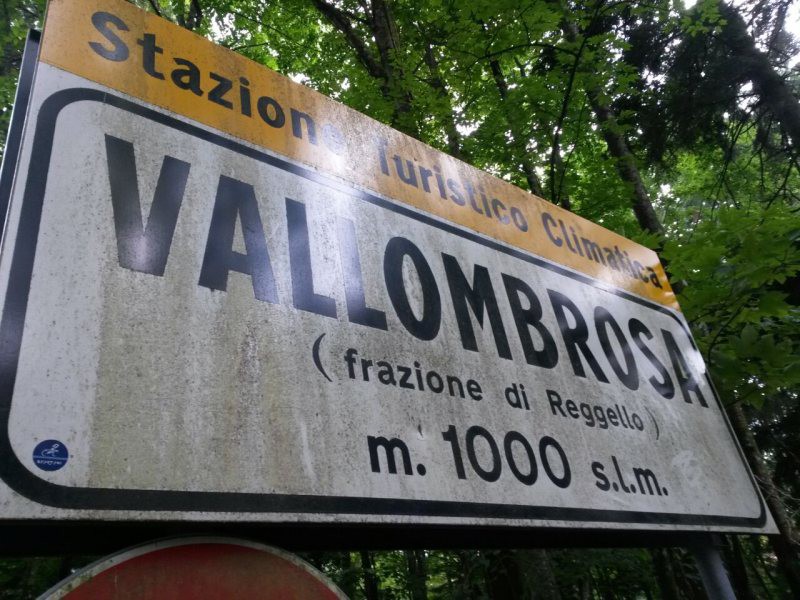 Stazione Turistico Climatica
VALLOMBROSA
(frazione di Reggello)
m. 1000 s.l.m.